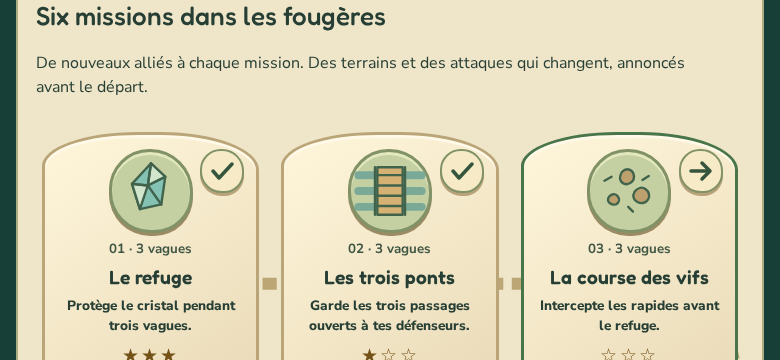 Six missions dans les fougères
De nouveaux alliés à chaque mission. Des terrains et des attaques qui changent, annoncés
avant le départ.
01 · 3 vagues
Le refuge
Protège le cristal pendant
trois vagues.
★★★
02 · 3 vagues
Les trois ponts
Garde les trois passages
ouverts à tes défenseurs.
★☆☆
03 · 3 vagues
La course des vifs
Intercepte les rapides avant
le refuge.
☆☆☆